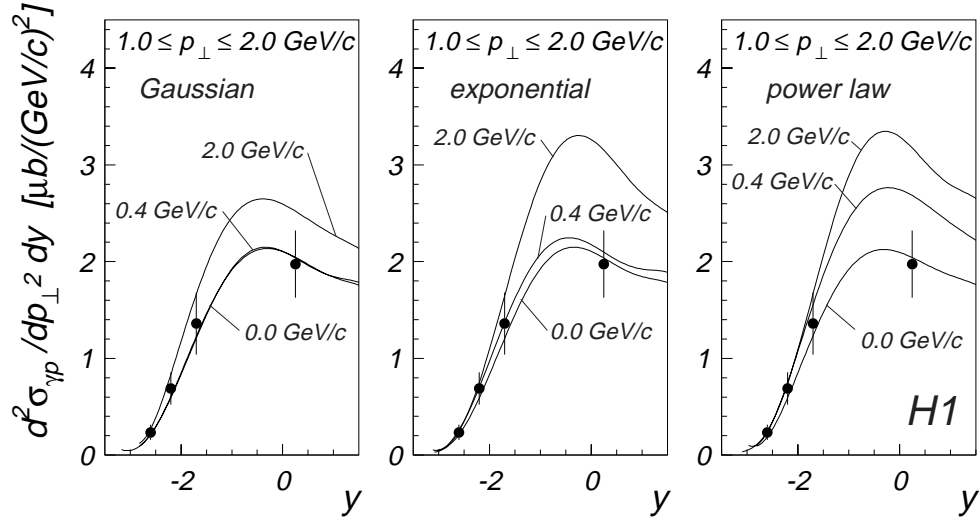 d²σγp/dp⊥² dy [μb/(GeV/c)²]
1.0 ≤ p⊥ ≤ 2.0 GeV/c
Gaussian
2.0 GeV/c
0.4 GeV/c
0.0 GeV/c
4
3
2
1
0
-2
0
y
1.0 ≤ p⊥ ≤ 2.0 GeV/c
exponential
2.0 GeV/c
0.4 GeV/c
0.0 GeV/c
4
3
2
1
0
-2
0
y
1.0 ≤ p⊥ ≤ 2.0 GeV/c
power law
2.0 GeV/c
0.4 GeV/c
0.0 GeV/c
H1
4
3
2
1
0
-2
0
y